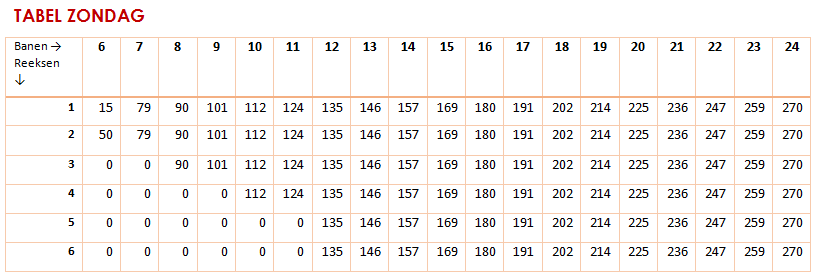 TABEL ZONDAG
Banen → 6 7 8 9 10 11 12 13 14 15 16 17 18 19 20 21 22 23 24
Reeksen
↓
1 15 79 90 101 112 124 135 146 157 169 180 191 202 214 225 236 247 259 270
2 50 79 90 101 112 124 135 146 157 169 180 191 202 214 225 236 247 259 270
3 0 0 90 101 112 124 135 146 157 169 180 191 202 214 225 236 247 259 270
4 0 0 0 0 112 124 135 146 157 169 180 191 202 214 225 236 247 259 270
5 0 0 0 0 0 0 135 146 157 169 180 191 202 214 225 236 247 259 270
6 0 0 0 0 0 0 135 146 157 169 180 191 202 214 225 236 247 259 270